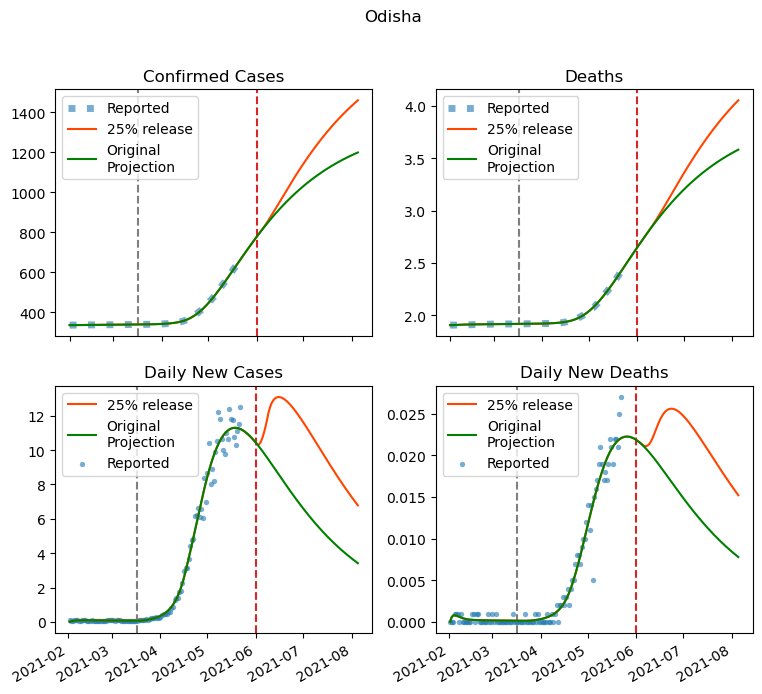 Odisha
Confirmed Cases
Reported
25% release
Original
Projection
1400
1200
1000
800
600
400
Deaths
Reported
25% release
Original
Projection
4.0
3.5
3.0
2.5
2.0
Daily New Cases
25% release
Original
Projection
Reported
12
10
8
6
4
2
0
2021-02
2021-03
2021-04
2021-05
2021-06
2021-07
2021-08
Daily New Deaths
25% release
Original
Projection
Reported
0.025
0.020
0.015
0.010
0.005
0.000
2021-02
2021-03
2021-04
2021-05
2021-06
2021-07
2021-08